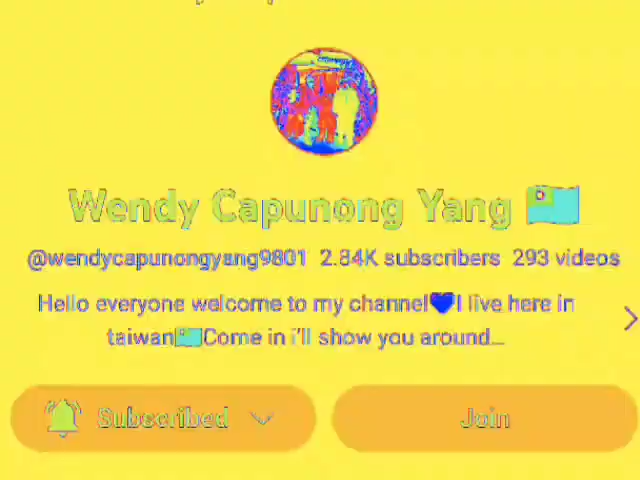 Wendy Capunong Yang 🇹🇼
@wendycapunongyang9801 2.84K subscribers 293 videos
Hello everyone welcome to my channel💙I live here in
taiwan🇹🇼Come in i'll show you around...
Subscribed Join